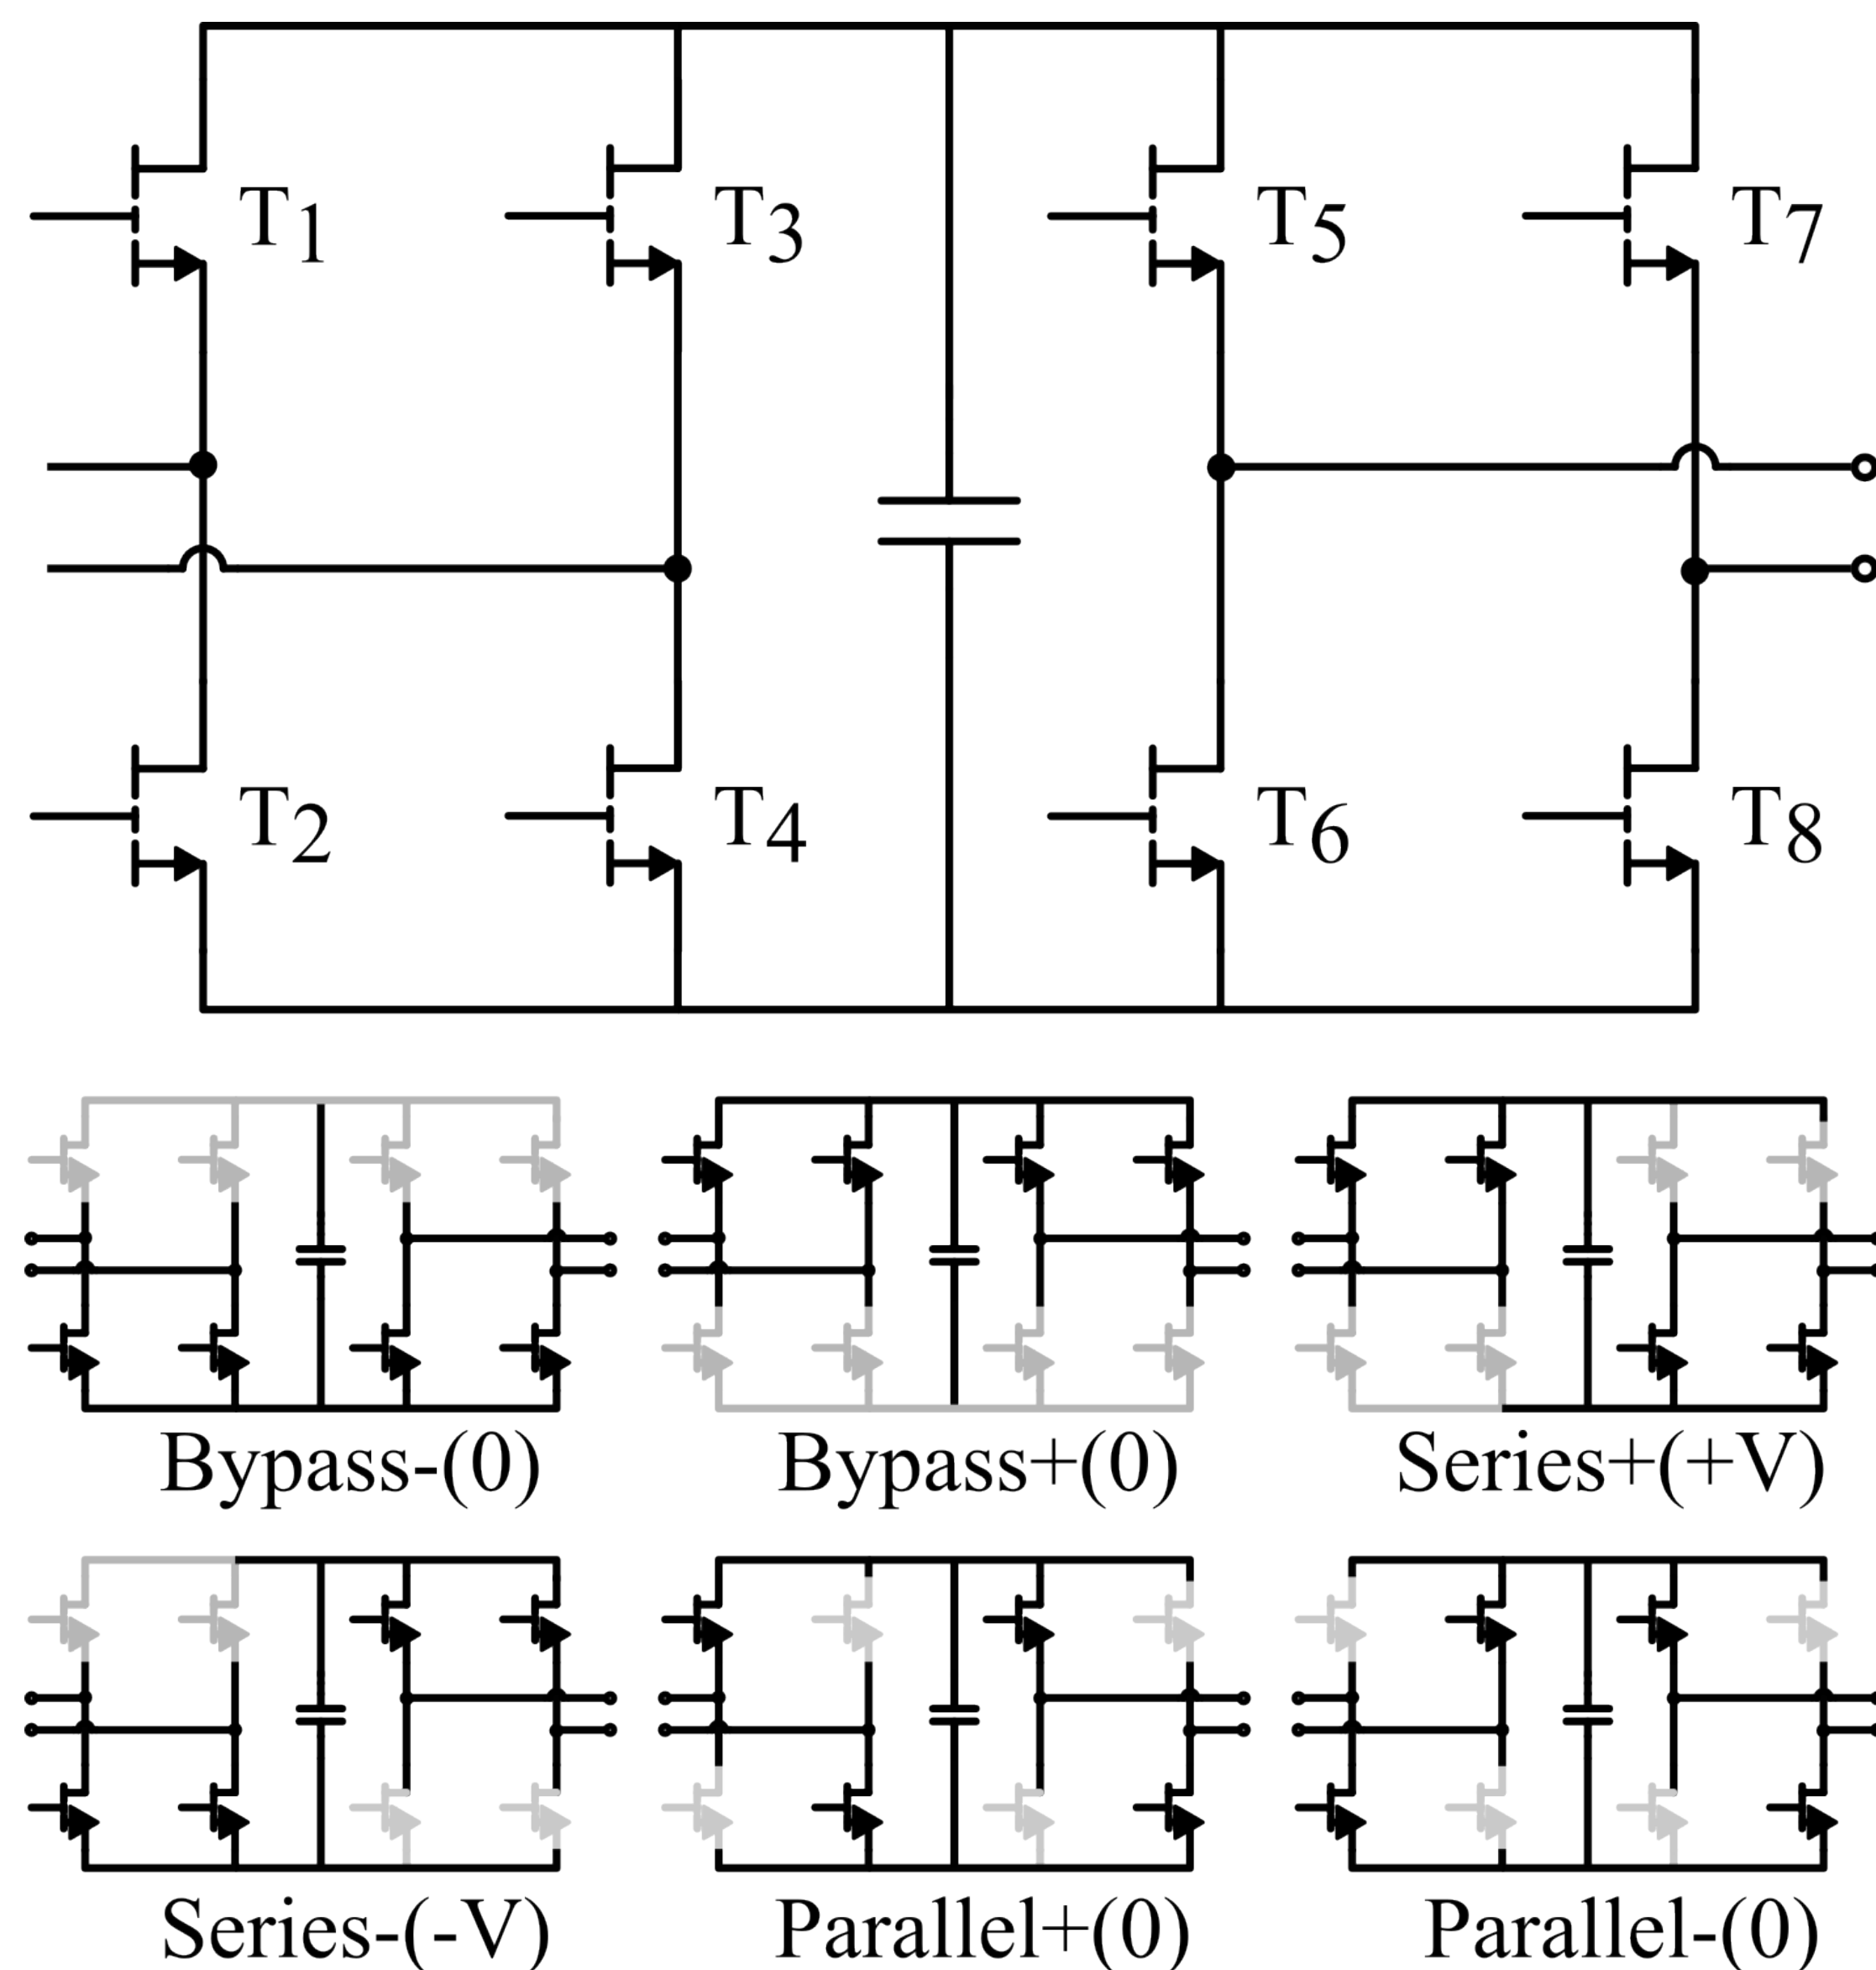 T1 T3 T5 T7
T2 T4 T6 T8
Bypass-(0) Bypass+(0) Series+(+V)
Series-(-V) Parallel+(0) Parallel-(0)